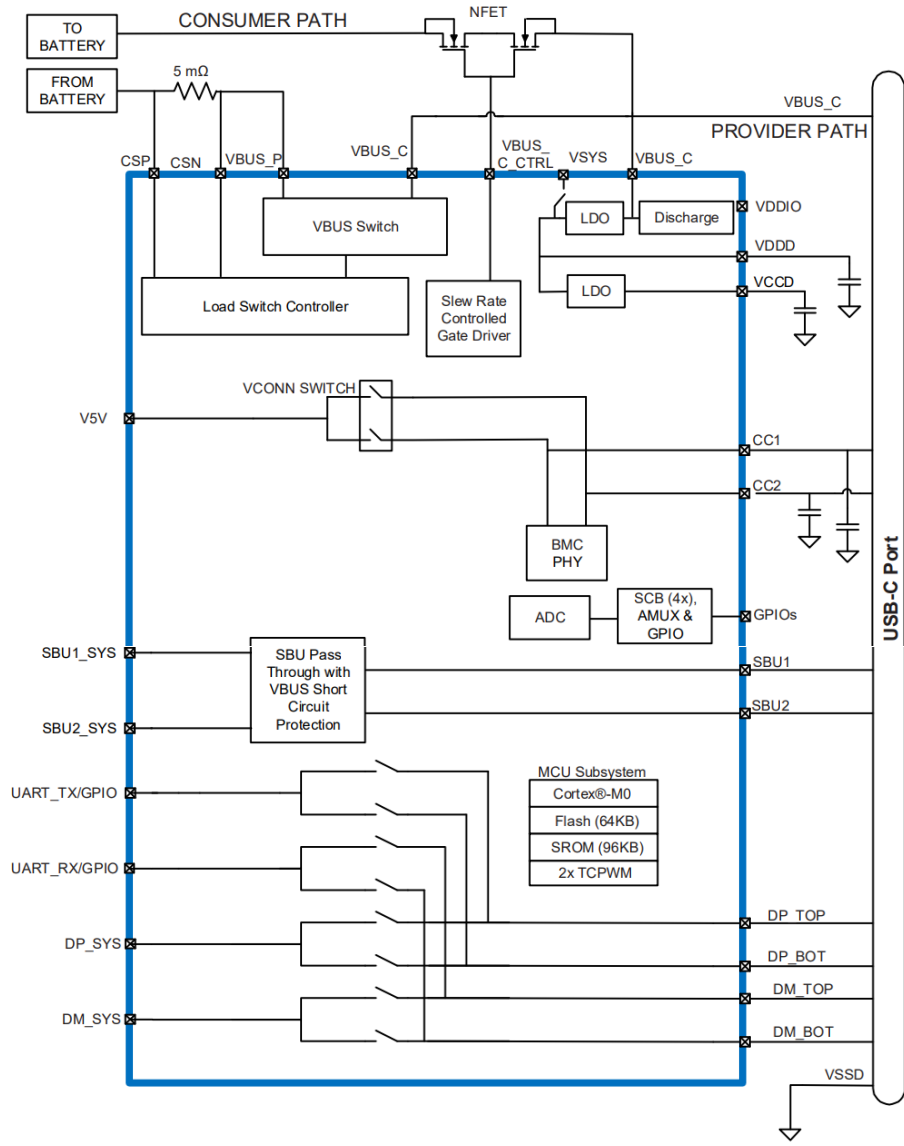 TO
BATTERY
CONSUMER PATH
NFET
FROM
BATTERY
5 mΩ
VBUS_C
PROVIDER PATH
CSP
CSN
VBUS_P
VBUS_C
VBUS_
C_CTRL
VSYS
VBUS_C
VBUS Switch
LDO
Discharge
VDDIO
VDDD
Load Switch Controller
Slew Rate
Controlled
Gate Driver
LDO
VCCD
VCONN SWITCH
V5V
CC1
CC2
BMC
PHY
ADC
SCB (4x),
AMUX &
GPIO
GPIOs
USB-C Port
SBU1_SYS
SBU2_SYS
SBU Pass
Through with
VBUS Short
Circuit
Protection
SBU1
SBU2
UART_TX/GPIO
UART_RX/GPIO
DP_SYS
DM_SYS
MCU Subsystem
Cortex®-M0
Flash (64KB)
SROM (96KB)
2x TCPWM
DP_TOP
DP_BOT
DM_TOP
DM_BOT
VSSD